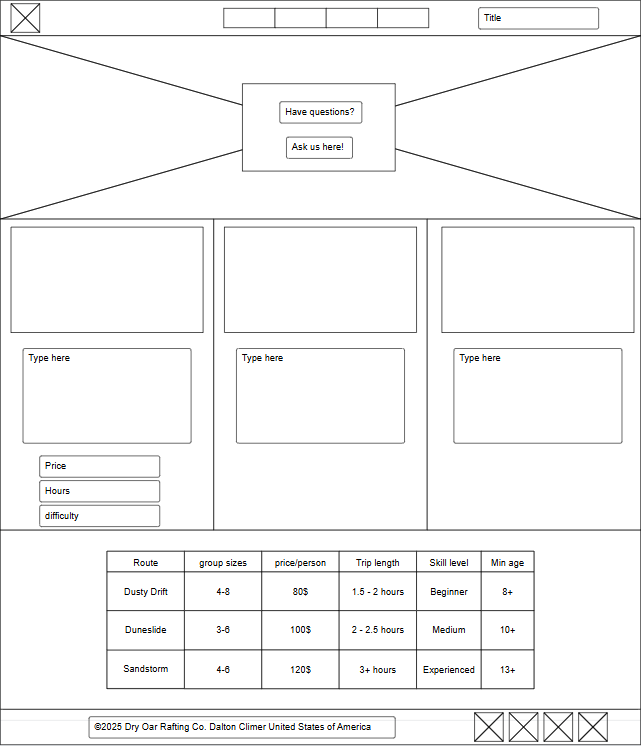 Title
Have questions?
Ask us here!
Type here
Type here
Type here
Price
Hours
difficulty
Route group sizes price/person Trip length Skill level Min age
Dusty Drift 4-8 80$ 1.5 - 2 hours Beginner 8+
Duneslide 3-6 100$ 2 - 2.5 hours Medium 10+
Sandstorm 4-6 120$ 3+ hours Experienced 13+
©2025 Dry Oar Rafting Co. Dalton Climer United States of America